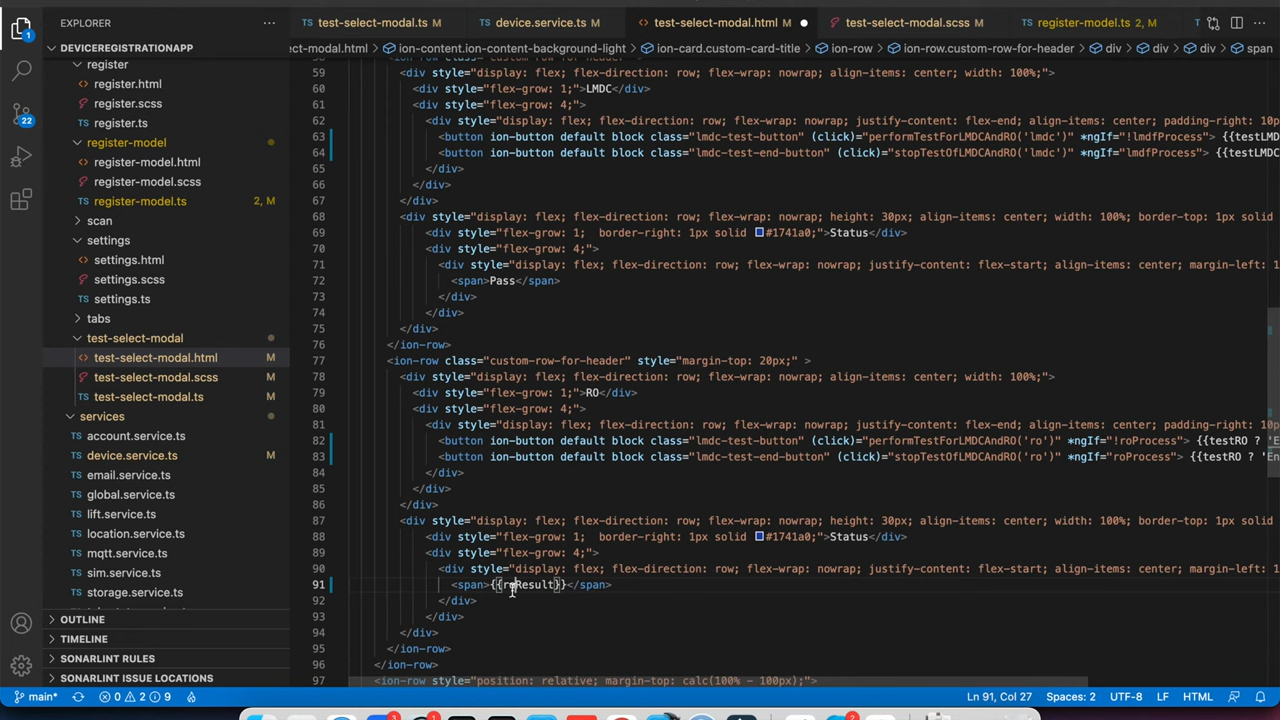 EXPLORER
DEVICEREGISTRATIONAPP
register
register.html
register.scss
register.ts
register-model
register-model.html
register-model.scss
register-model.ts 2, M
scan
settings
settings.html
settings.scss
settings.ts
tabs
test-select-modal
test-select-modal.html M
test-select-modal.scss M
test-select-modal.ts M
services
account.service.ts
device.service.ts M
email.service.ts
global.service.ts
lift.service.ts
location.service.ts
mqtt.service.ts
sim.service.ts
storage.service.ts
OUTLINE
TIMELINE
SONARLINT RULES
SONARLINT ISSUE LOCATIONS
1
22
TS test-select-modal.ts M TS device.service.ts M <> test-select-modal.html M test-select-modal.scss M TS register-model.ts 2, M
ct-modal.html > ion-content.ion-content-background-light > ion-card.custom-card-title > ion-row > ion-row.custom-row-for-header > div > div > div > span
59 <div style="display: flex; flex-direction: row; flex-wrap: nowrap; align-items: center; width: 100%;">
60 <div style="flex-grow: 1;">LMDC</div>
61 <div style="flex-grow: 4;">
62 <div style="display: flex; flex-direction: row; flex-wrap: nowrap; justify-content: flex-end; align-items: center; padding-right: 10p
63 <button ion-button default block class="lmdc-test-button" (click)="performTestForLMDCAndRO('lmdc')" *ngIf="!lmdfProcess"> {{testLMDC
64 <button ion-button default block class="lmdc-test-end-button" (click)="stopTestOfLMDCAndRO('lmdc')" *ngIf="lmdfProcess"> {{testLMD
65 </div>
66 </div>
67 </div>
68 <div style="display: flex; flex-direction: row; flex-wrap: nowrap; height: 30px; align-items: center; width: 100%; border-top: 1px solid
69 <div style="flex-grow: 1;  border-right: 1px solid #1741a0;">Status</div>
70 <div style="flex-grow: 4;">
71 <div style="display: flex; flex-direction: row; flex-wrap: nowrap; justify-content: flex-start; align-items: center; margin-left: 1
72 <span>Pass</span>
73 </div>
74 </div>
75 </div>
76 </ion-row>
77 <ion-row class="custom-row-for-header" style="margin-top: 20px;" >
78 <div style="display: flex; flex-direction: row; flex-wrap: nowrap; align-items: center; width: 100%;">
79 <div style="flex-grow: 1;">RO</div>
80 <div style="flex-grow: 4;">
81 <div style="display: flex; flex-direction: row; flex-wrap: nowrap; justify-content: flex-end; align-items: center; padding-right: 10p
82 <button ion-button default block class="lmdc-test-button" (click)="performTestForLMDCAndRO('ro')" *ngIf="!roProcess"> {{testRO ? 'E
83 <button ion-button default block class="lmdc-test-end-button" (click)="stopTestOfLMDCAndRO('ro')" *ngIf="roProcess"> {{testRO ? 'En
84 </div>
85 </div>
86 </div>
87 <div style="display: flex; flex-direction: row; flex-wrap: nowrap; height: 30px; align-items: center; width: 100%; border-top: 1px solid
88 <div style="flex-grow: 1;  border-right: 1px solid #1741a0;">Status</div>
89 <div style="flex-grow: 4;">
90 <div style="display: flex; flex-direction: row; flex-wrap: nowrap; justify-content: flex-start; align-items: center; margin-left: 1
91 <span>{{roResult}}</span>
92 </div>
93 </div>
94 </div>
95 </ion-row>
96 </ion-row>
97 <ion-row style="position: relative; margin-top: calc(100% - 100px);">
main* 0 2 9 Ln 91, Col 27 Spaces: 2 UTF-8 LF HTML